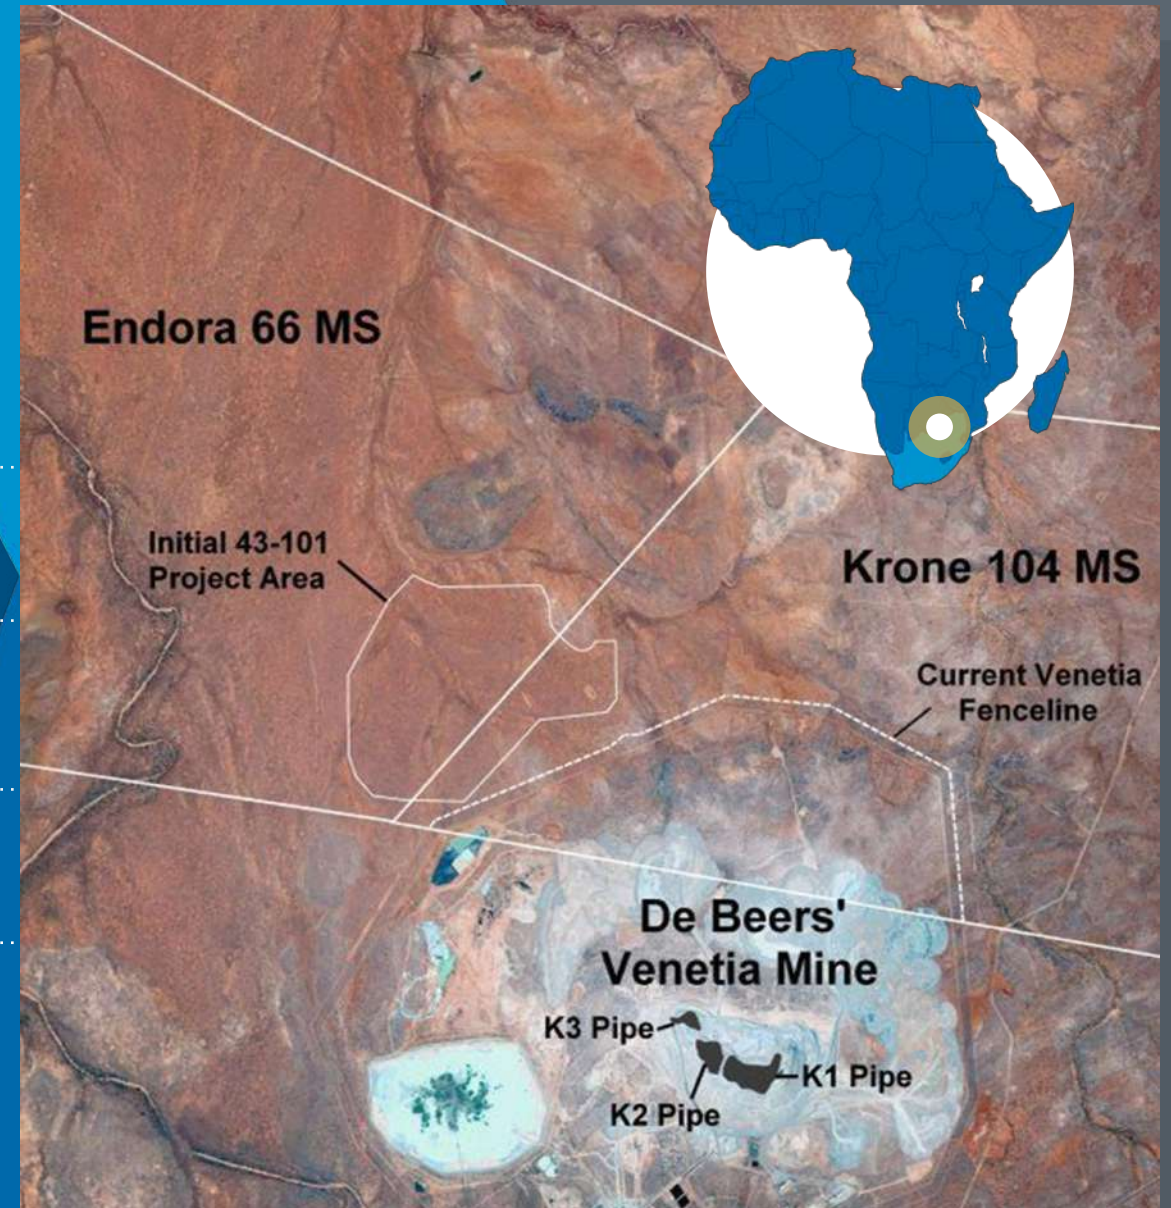 Endora 66 MS
Initial 43-101
Project Area
Krone 104 MS
Current Venetia
Fenceline
De Beers'
Venetia Mine
K3 Pipe
K1 Pipe
K2 Pipe